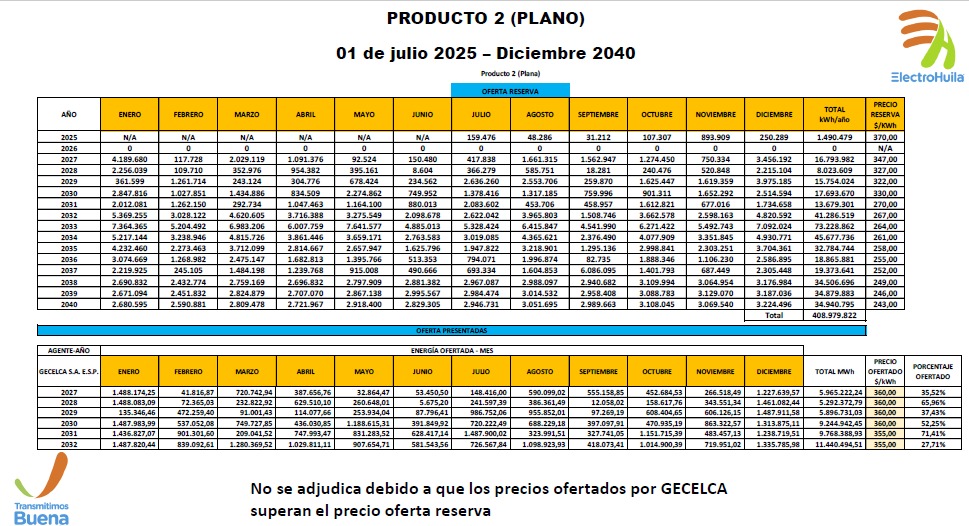 PRODUCTO 2 (PLANO)
01 de julio 2025 – Diciembre 2040
ElectroHuila
Producto 2 (Plana)
OFERTA RESERVA
AÑO ENERO FEBRERO MARZO ABRIL MAYO JUNIO JULIO AGOSTO SEPTIEMBRE OCTUBRE NOVIEMBRE DICIEMBRE TOTAL kWh/año PRECIO RESERVA $/KWh
2025 N/A N/A N/A N/A N/A N/A 159.476 48.286 31.212 107.307 893.909 250.289 1.490.479 370,00
2026 0 0 0 0 0 0 0 0 0 0 0 0 0 N/A
2027 4.189.680 117.728 2.029.119 1.091.376 92.524 150.480 417.838 1.661.315 1.562.947 1.274.450 750.334 3.456.192 16.793.982 347,00
2028 2.256.039 109.710 352.976 954.382 395.161 8.604 366.279 585.751 18.281 240.476 520.848 2.215.104 8.023.609 327,00
2029 361.599 1.261.714 243.124 304.776 678.424 234.562 2.636.260 2.553.706 259.870 1.625.447 1.619.359 3.975.185 15.754.024 322,00
2030 2.847.816 1.027.851 1.434.886 834.509 2.274.862 749.952 1.378.416 1.317.185 759.996 901.311 1.652.292 2.514.594 17.693.670 330,00
2031 2.012.081 1.262.150 292.734 1.047.463 1.164.100 880.013 2.083.602 453.706 458.957 1.612.821 677.016 1.734.658 13.679.301 270,00
2032 5.369.255 3.028.122 4.620.605 3.716.388 3.275.549 2.098.678 2.622.042 3.965.803 1.508.746 3.662.578 2.598.163 4.820.592 41.286.519 267,00
2033 7.364.365 5.204.492 6.983.206 6.007.759 7.641.577 4.885.013 5.328.424 6.415.847 4.541.990 6.271.422 5.492.743 7.092.024 73.228.862 264,00
2034 5.217.144 3.238.946 4.815.726 3.861.446 3.659.171 2.763.583 3.019.085 4.365.621 2.376.490 4.077.909 3.351.845 4.930.771 45.677.736 261,00
2035 4.232.460 2.273.463 3.712.099 2.814.667 2.657.947 1.625.796 1.947.822 3.218.901 1.295.163 2.998.841 2.303.251 3.704.361 32.784.744 258,00
2036 3.074.669 1.268.982 2.475.147 1.682.813 1.395.766 513.353 794.071 1.996.874 82.735 1.888.346 1.106.230 2.586.895 18.865.881 255,00
2037 2.219.925 245.105 1.484.198 1.239.768 915.008 490.666 693.334 1.604.853 6.086.095 1.401.793 687.449 2.305.448 19.373.641 252,00
2038 2.690.832 2.432.774 2.759.169 2.696.832 2.797.909 2.881.382 2.967.087 2.988.097 2.940.682 3.109.994 3.064.954 3.176.984 34.506.696 249,00
2039 2.671.094 2.451.832 2.824.879 2.707.070 2.867.138 2.995.567 2.984.474 3.014.532 2.958.408 3.088.783 3.129.070 3.187.036 34.879.883 246,00
2040 2.680.595 2.590.881 2.809.478 2.721.967 2.918.400 2.829.305 2.946.731 3.051.695 2.989.663 3.108.045 3.069.540 3.224.496 34.940.795 243,00
Total 408.979.822
OFERTA PRESENTADAS
AGENTE-AÑO ENERGÍA OFERTADA - MES
GECELCA S.A. E.S.P. ENERO FEBRERO MARZO ABRIL MAYO JUNIO JULIO AGOSTO SEPTIEMBRE OCTUBRE NOVIEMBRE DICIEMBRE TOTAL MWh PRECIO OFERTADO $/kWh PORCENTAJE OFERTADO
2027 1.488.174,25 41.816,87 720.742,94 387.656,76 32.864,47 53.450,50 148.416,00 590.099,02 555.158,85 452.684,53 266.518,49 1.227.639,57 5.965.222,24 360,00 35,52%
2028 1.488.083,09 72.365,03 232.822,92 629.510,10 260.648,01 5.675,20 241.597,39 386.361,49 12.058,02 158.617,76 343.551,34 1.461.082,44 5.292.372,79 360,00 65,96%
2029 135.346,46 472.259,40 91.001,43 114.077,66 253.934,04 87.796,41 986.752,06 955.852,01 97.269,19 608.404,65 606.126,15 1.487.911,58 5.896.731,03 360,00 37,43%
2030 1.487.983,99 537.052,08 749.727,85 436.030,85 1.188.615,31 391.849,92 720.222,49 688.229,18 397.097,91 470.935,19 863.322,57 1.313.875,11 9.244.942,45 360,00 52,25%
2031 1.436.827,07 901.301,60 209.041,52 747.993,47 831.283,52 628.417,14 1.487.900,02 323.991,51 327.741,05 1.151.715,39 483.457,13 1.238.719,51 9.768.388,93 355,00 71,41%
2032 1.487.820,44 839.092,61 1.280.369,52 1.029.811,11 907.654,71 581.543,56 726.567,84 1.098.923,93 418.073,41 1.014.900,39 719.951,02 1.335.785,98 11.440.494,51 355,00 27,71%
Transmitimos
Buena
No se adjudica debido a que los precios ofertados por GECELCA
superan el precio oferta reserva